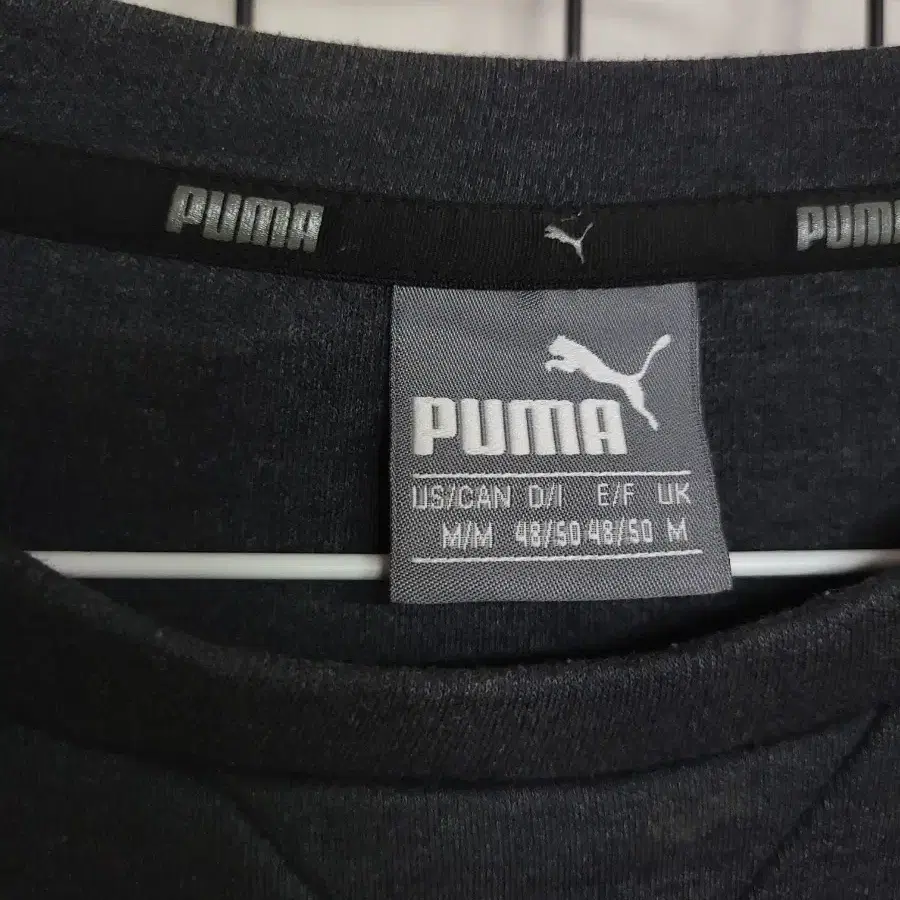 PUMA PUMA
PUMA
US/CAN D/I E/F UK
M/M 48/50 48/50 M